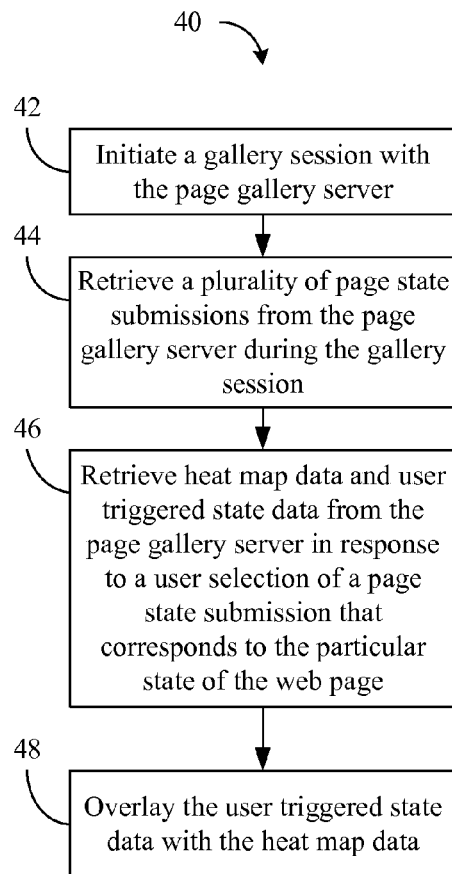 40
42
Initiate a gallery session with
the page gallery server
44
Retrieve a plurality of page state
submissions from the page
gallery server during the gallery
session
46
Retrieve heat map data and user
triggered state data from the
page gallery server in response
to a user selection of a page
state submission that
corresponds to the particular
state of the web page
48
Overlay the user triggered state
data with the heat map data